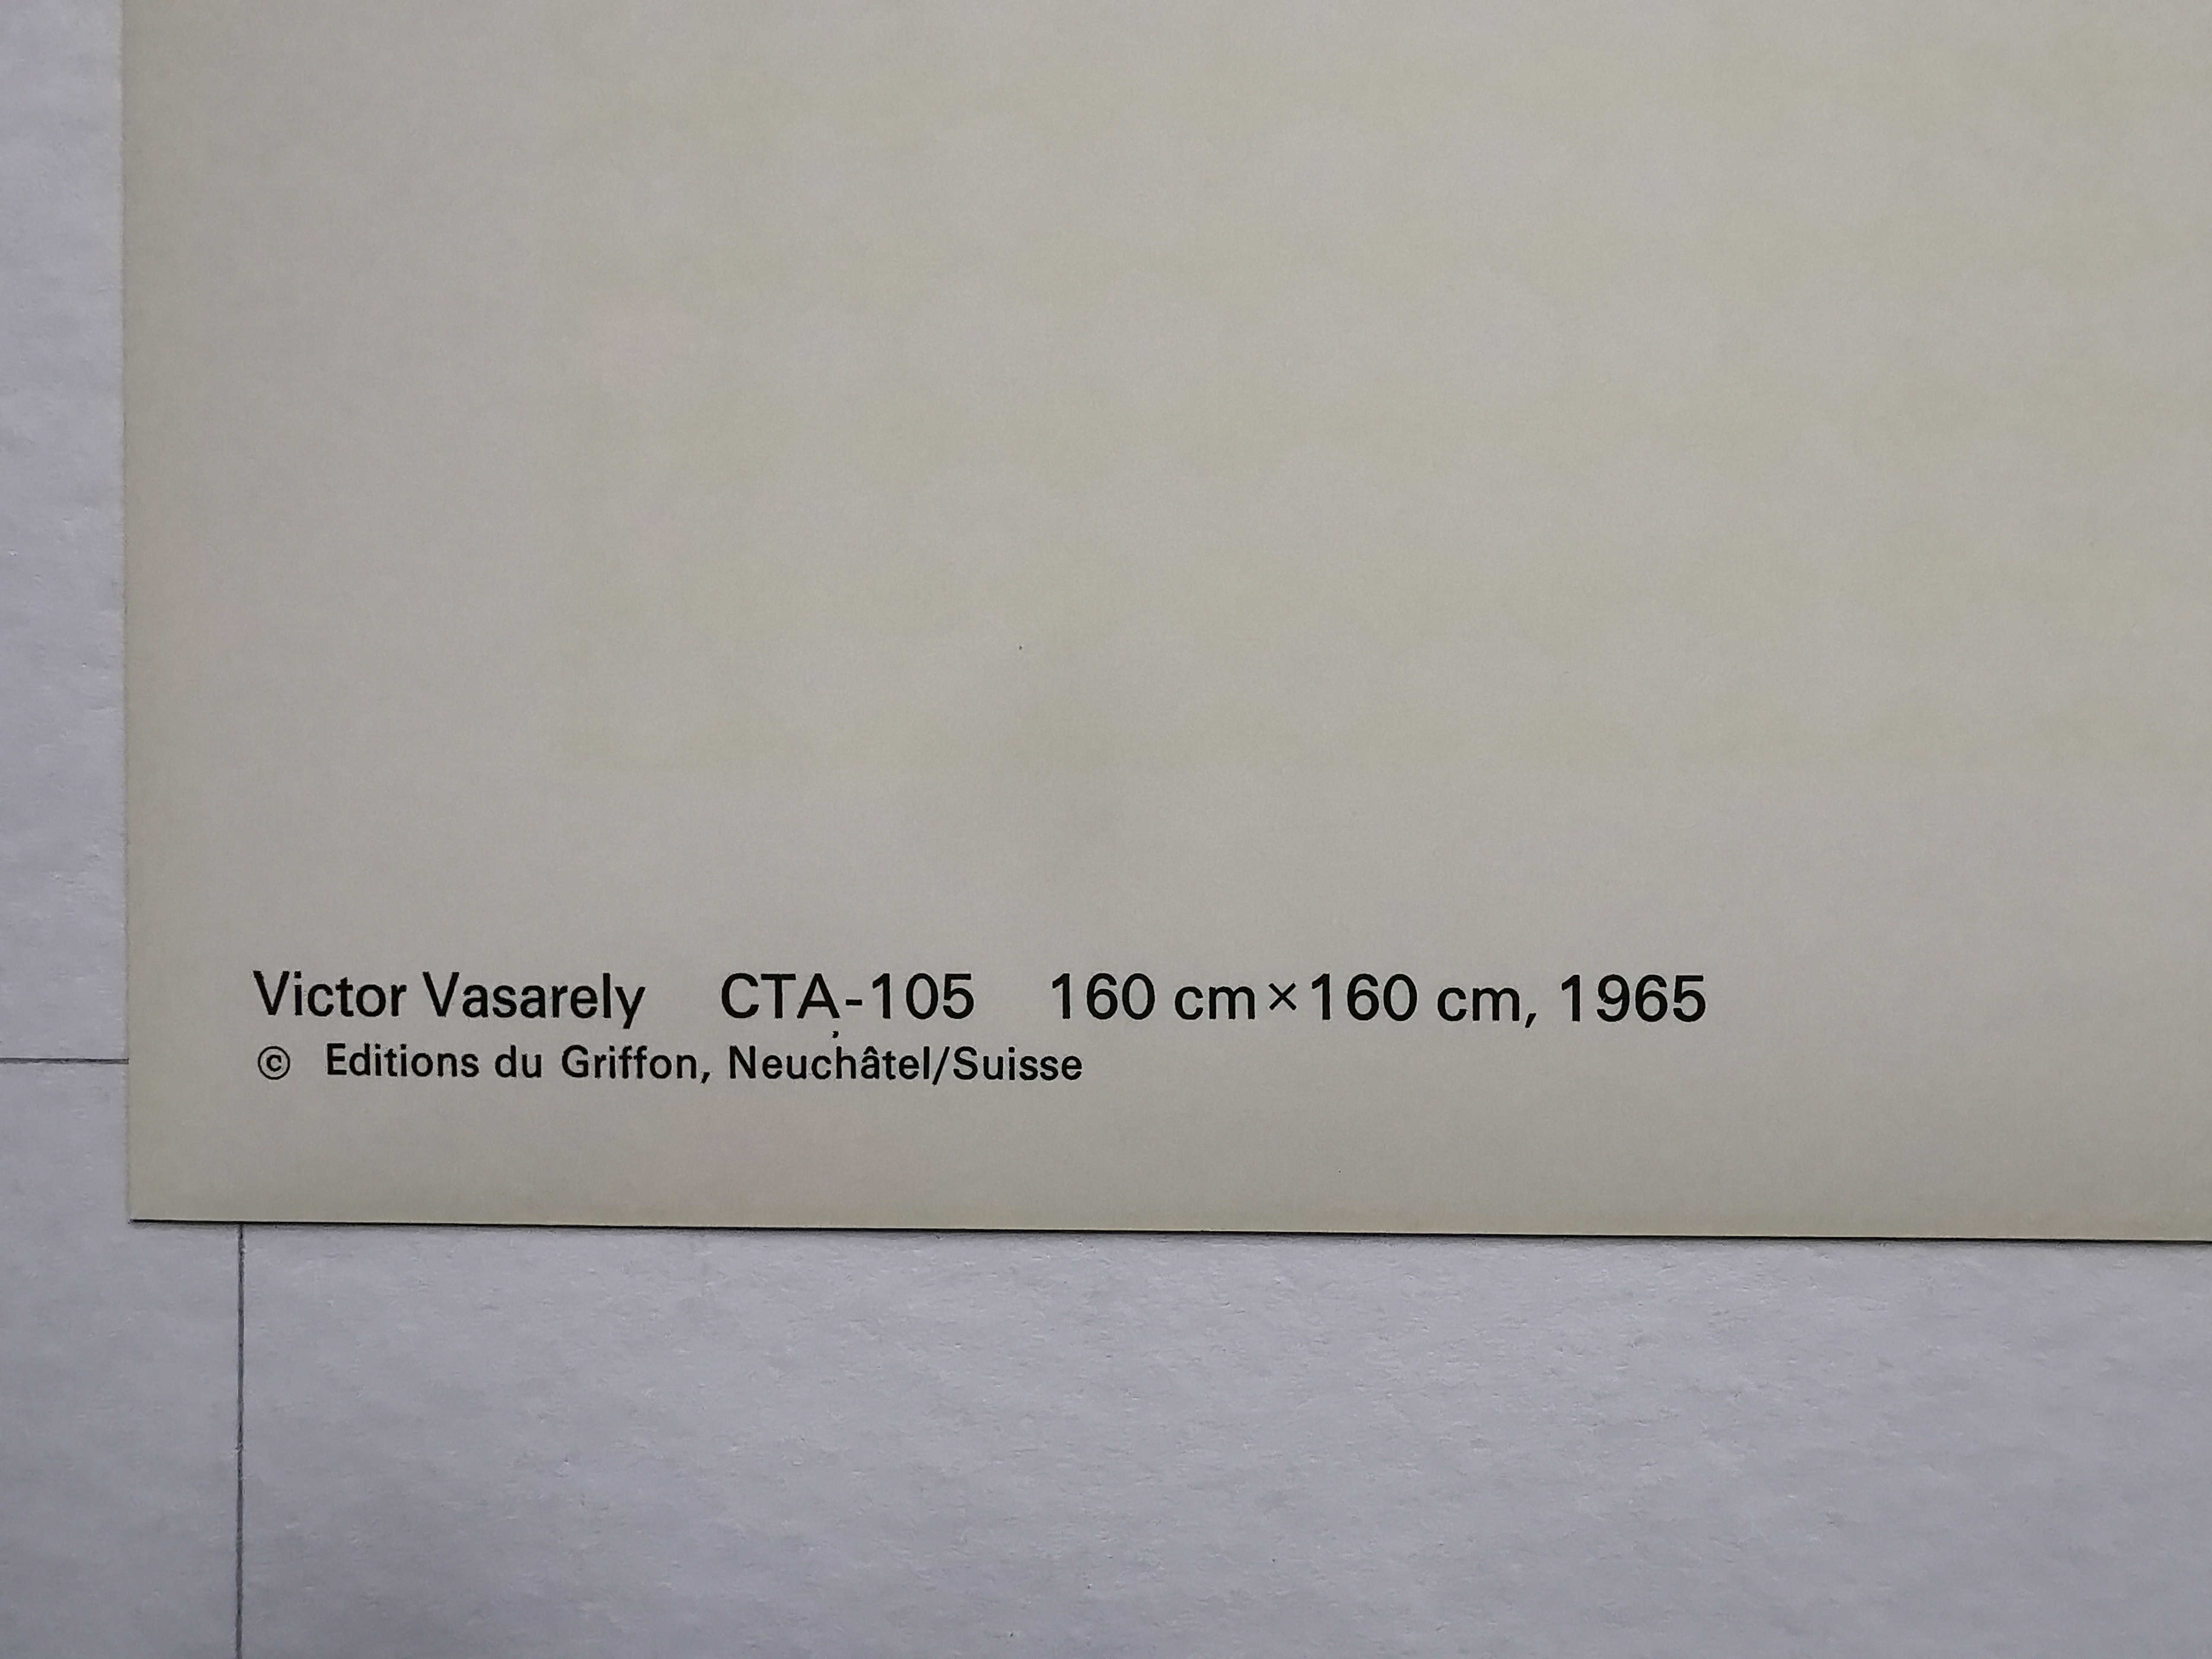 Victor Vasarely CTA-105 160 cm×160 cm, 1965
© Editions du Griffon, Neuchâtel/Suisse